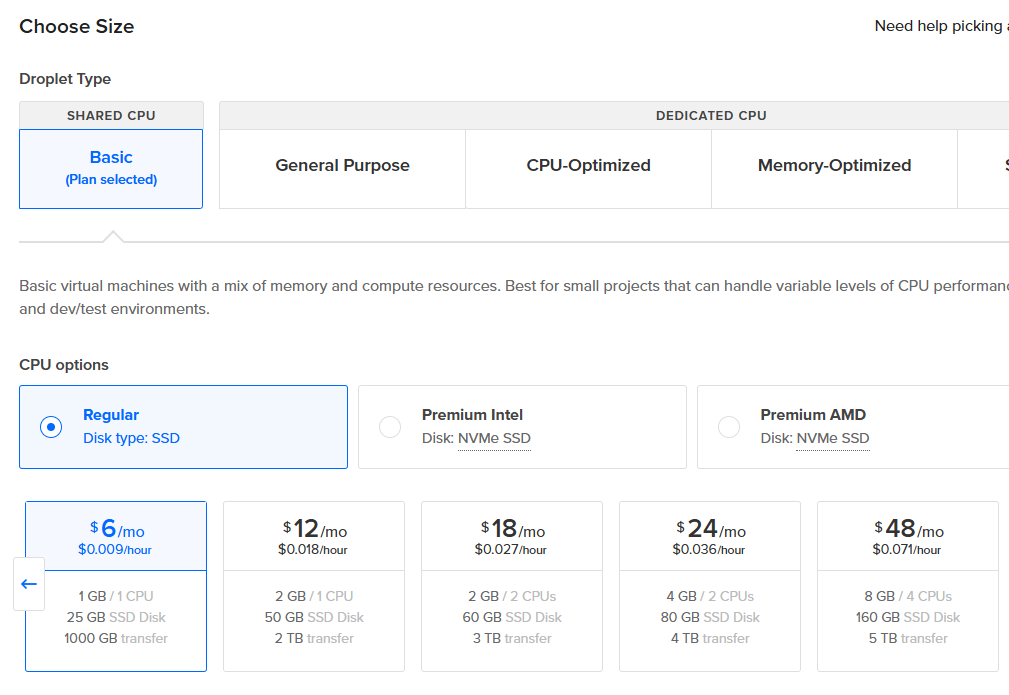 Choose Size
Need help picking
Droplet Type
SHARED CPU
DEDICATED CPU
Basic
(Plan selected)
General Purpose
CPU-Optimized
Memory-Optimized
Basic virtual machines with a mix of memory and compute resources. Best for small projects that can handle variable levels of CPU
and dev/test environments.
CPU options
Regular
Disk type: SSD
Premium Intel
Disk: NVMe SSD
Premium AMD
Disk: NVMe SSD
$6/mo
$0.009/hour
1 GB / 1 CPU
25 GB SSD Disk
1000 GB transfer
$12/mo
$0.018/hour
2 GB / 1 CPU
50 GB SSD Disk
2 TB transfer
$18/mo
$0.027/hour
2 GB / 2 CPUs
60 GB SSD Disk
3 TB transfer
$24/mo
$0.036/hour
4 GB / 2 CPUs
80 GB SSD Disk
4 TB transfer
$48/mo
$0.071/hour
8 GB / 4 CPUs
160 GB SSD Disk
5 TB transfer